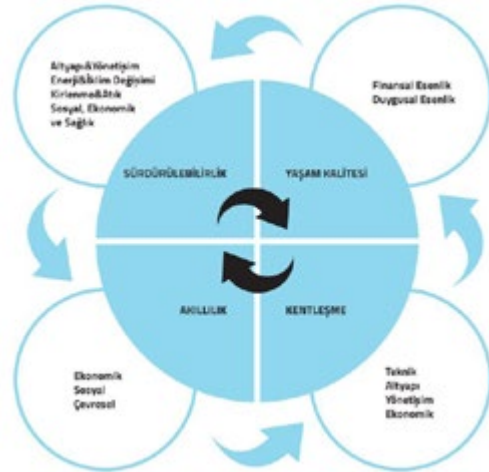 Altyapı&Yönetişim
Enerji&İklim Değişimi
Kirlenme&Atık
Sosyal, Ekonomik
ve Sağlık
Finansal Esenlik
Duygusal Esenlik
SÜRDÜRÜLEBİLİRLİK
YAŞAM KALİTESİ
AKILLILIK
KENTLEŞME
Ekonomik
Sosyal
Çevresel
Teknik
Altyapı
Yönetişim
Ekonomik